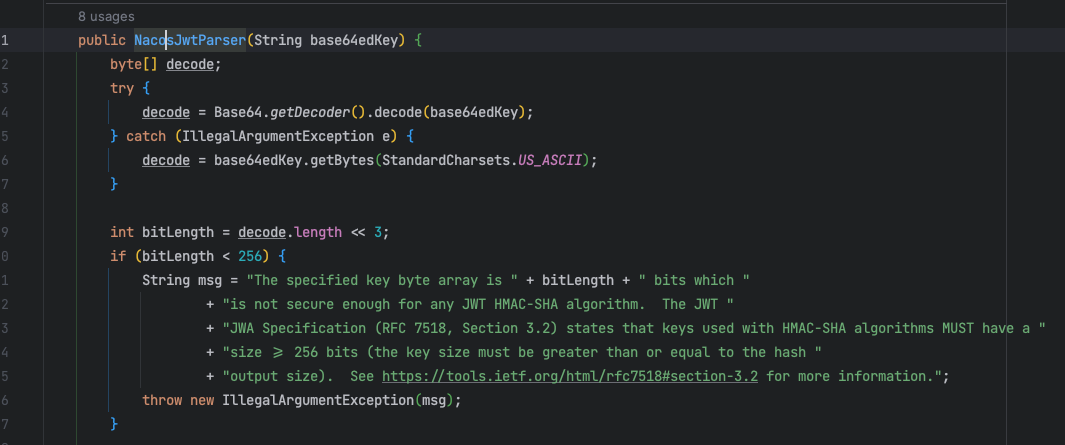 8 usages
1 public NacosJwtParser(String base64edKey) {
2 byte[] decode;
3 try {
4 decode = Base64.getDecoder().decode(base64edKey);
5 } catch (IllegalArgumentException e) {
6 decode = base64edKey.getBytes(StandardCharsets.US_ASCII);
7 }
8
9 int bitLength = decode.length << 3;
0 if (bitLength < 256) {
1 String msg = "The specified key byte array is " + bitLength + " bits which "
2 + "is not secure enough for any JWT HMAC-SHA algorithm.  The JWT "
3 + "JWA Specification (RFC 7518, Section 3.2) states that keys used with HMAC-SHA algorithms MUST have a "
4 + "size >= 256 bits (the key size must be greater than or equal to the hash "
5 + "output size).  See https://tools.ietf.org/html/rfc7518#section-3.2 for more information.";
6 throw new IllegalArgumentException(msg);
7 }